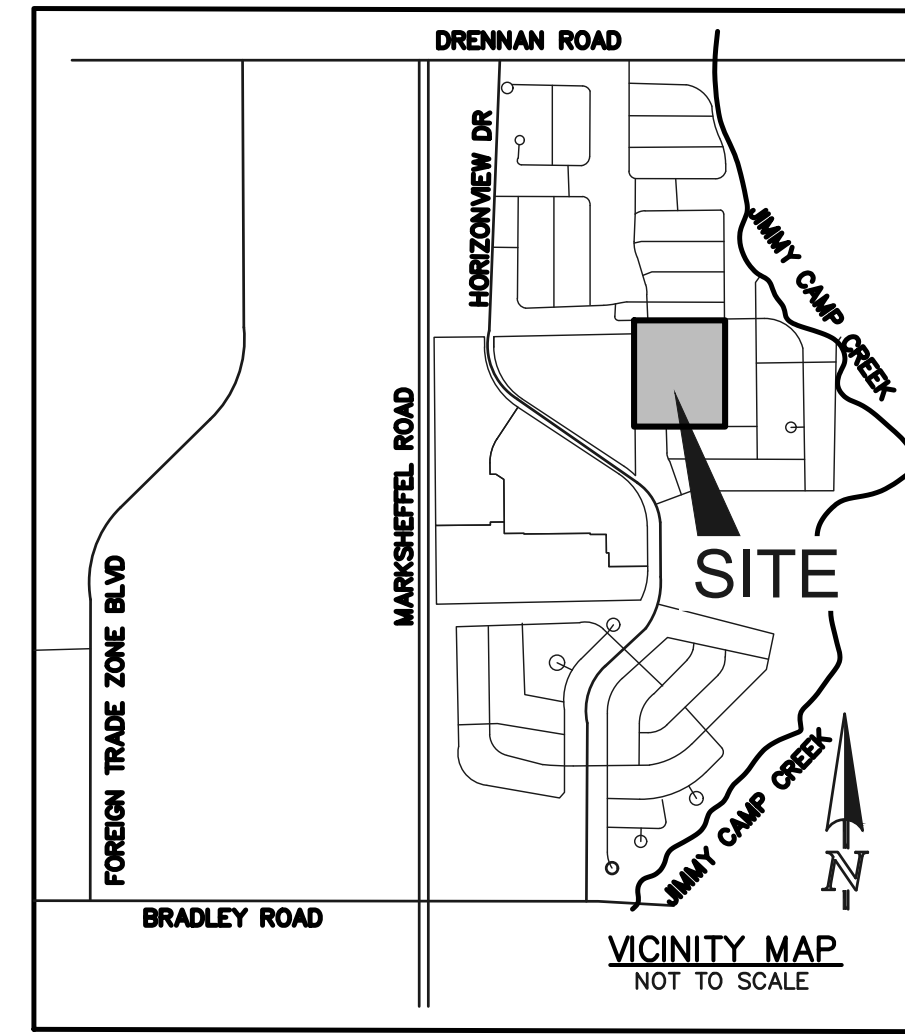 DRENNAN ROAD
HORIZONVIEW DR
JIMMY CAMP CREEK
MARKSHEFFEL ROAD
SITE
FOREIGN TRADE ZONE BLVD
JIMMY CAMP CREEK
N
BRADLEY ROAD
VICINITY MAP
NOT TO SCALE